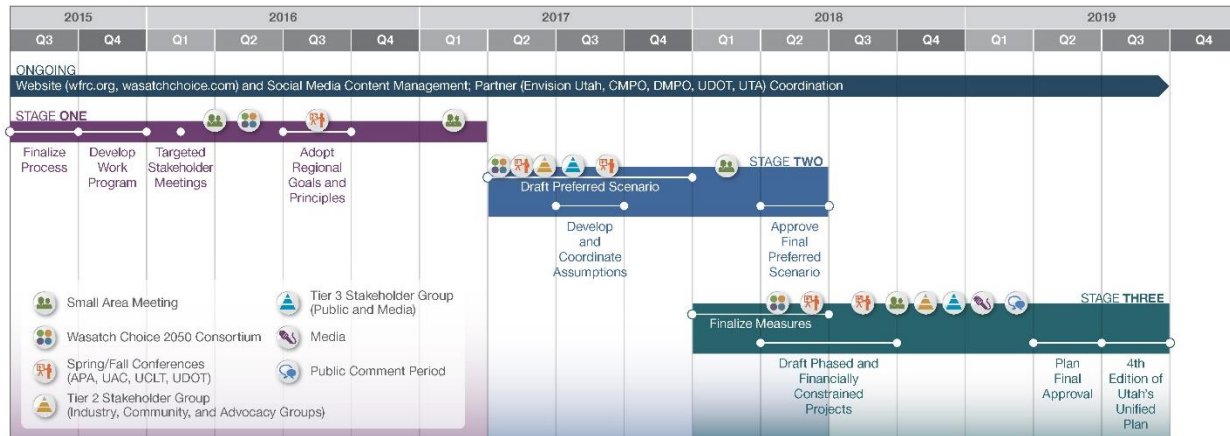 2015 2016 2017 2018 2019
Q3 Q4 Q1 Q2 Q3 Q4 Q1 Q2 Q3 Q4 Q1 Q2 Q3 Q4 Q1 Q2 Q3 Q4
ONGOING
Website (wfrc.org, wasatchchoice.com) and Social Media Content Management; Partner (Envision Utah, CMPO, DMPO, UDOT, UTA) Coordination
STAGE ONE
Finalize
Process
Develop
Work
Program
Targeted
Stakeholder
Meetings
Adopt
Regional
Goals and
Principles
STAGE TWO
Draft Preferred Scenario
Develop
and
Coordinate
Assumptions
Approve
Final
Preferred
Scenario
STAGE THREE
Finalize Measures
Draft Phased and
Financially
Constrained
Projects
Plan
Final
Approval
4th
Edition of
Utah's
Unified
Plan
Small Area Meeting
Wasatch Choice 2050 Consortium
Spring/Fall Conferences
(APA, UAC, UCLT, UDOT)
Tier 2 Stakeholder Group
(Industry, Community, and Advocacy Groups)
Tier 3 Stakeholder Group
(Public and Media)
Media
Public Comment Period